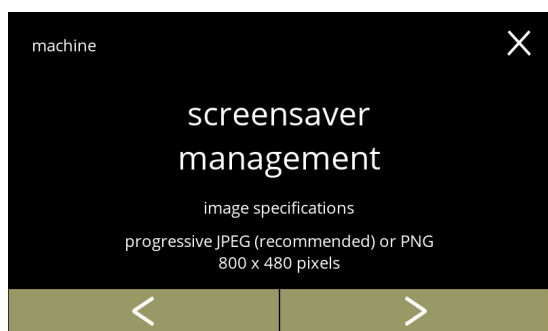 machine
screensaver
management
image specifications
progressive JPEG (recommended) or PNG
800 x 480 pixels